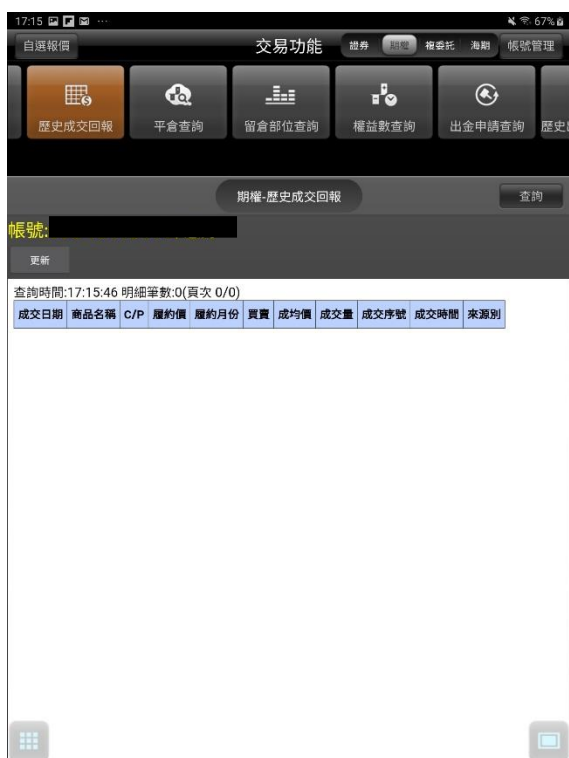 17:15 ··· 67%
自選報價 交易功能 證券 期權 複委託 海期 帳號管理
歷史成交回報 平倉查詢 留倉部位查詢 權益數查詢 出金申請查詢 歷史
期權-歷史成交回報 查詢
帳號:
更新
查詢時間:17:15:46 明細筆數:0(頁次 0/0)
成交日期 商品名稱 C/P 履約價 履約月份 買賣 成均價 成交量 成交序號 成交時間 來源別